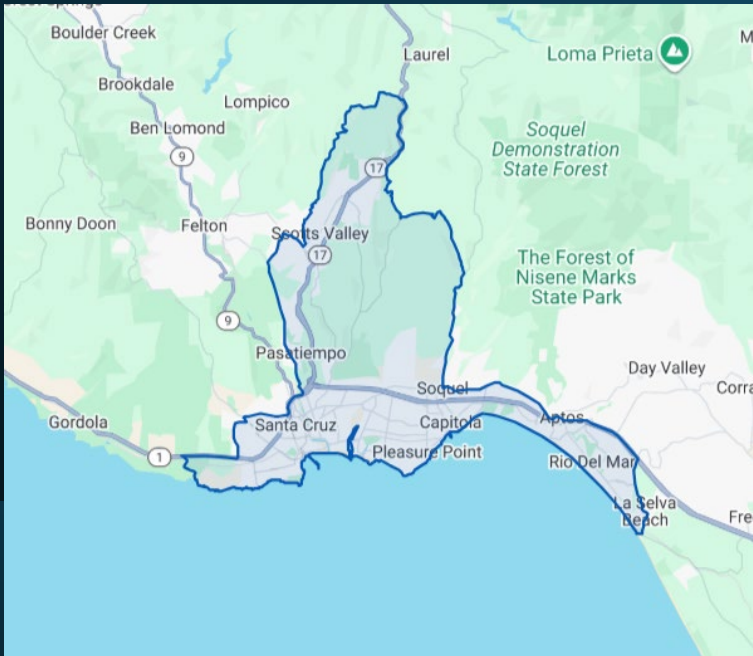 Boulder Creek
Laurel
Loma Prieta
Brookdale
Lompico
Ben Lomond
Soquel
Demonstration
State Forest
9
17
Bonny Doon
Felton
Scotts Valley
17
The Forest of
Nisene Marks
State Park
9
Pasatiempo
Day Valley
Soquel
Corra
Gordola
Santa Cruz
Capitola
Aptos
1
Pleasure Point
Rio Del Mar
La Selva
Beach
Fre